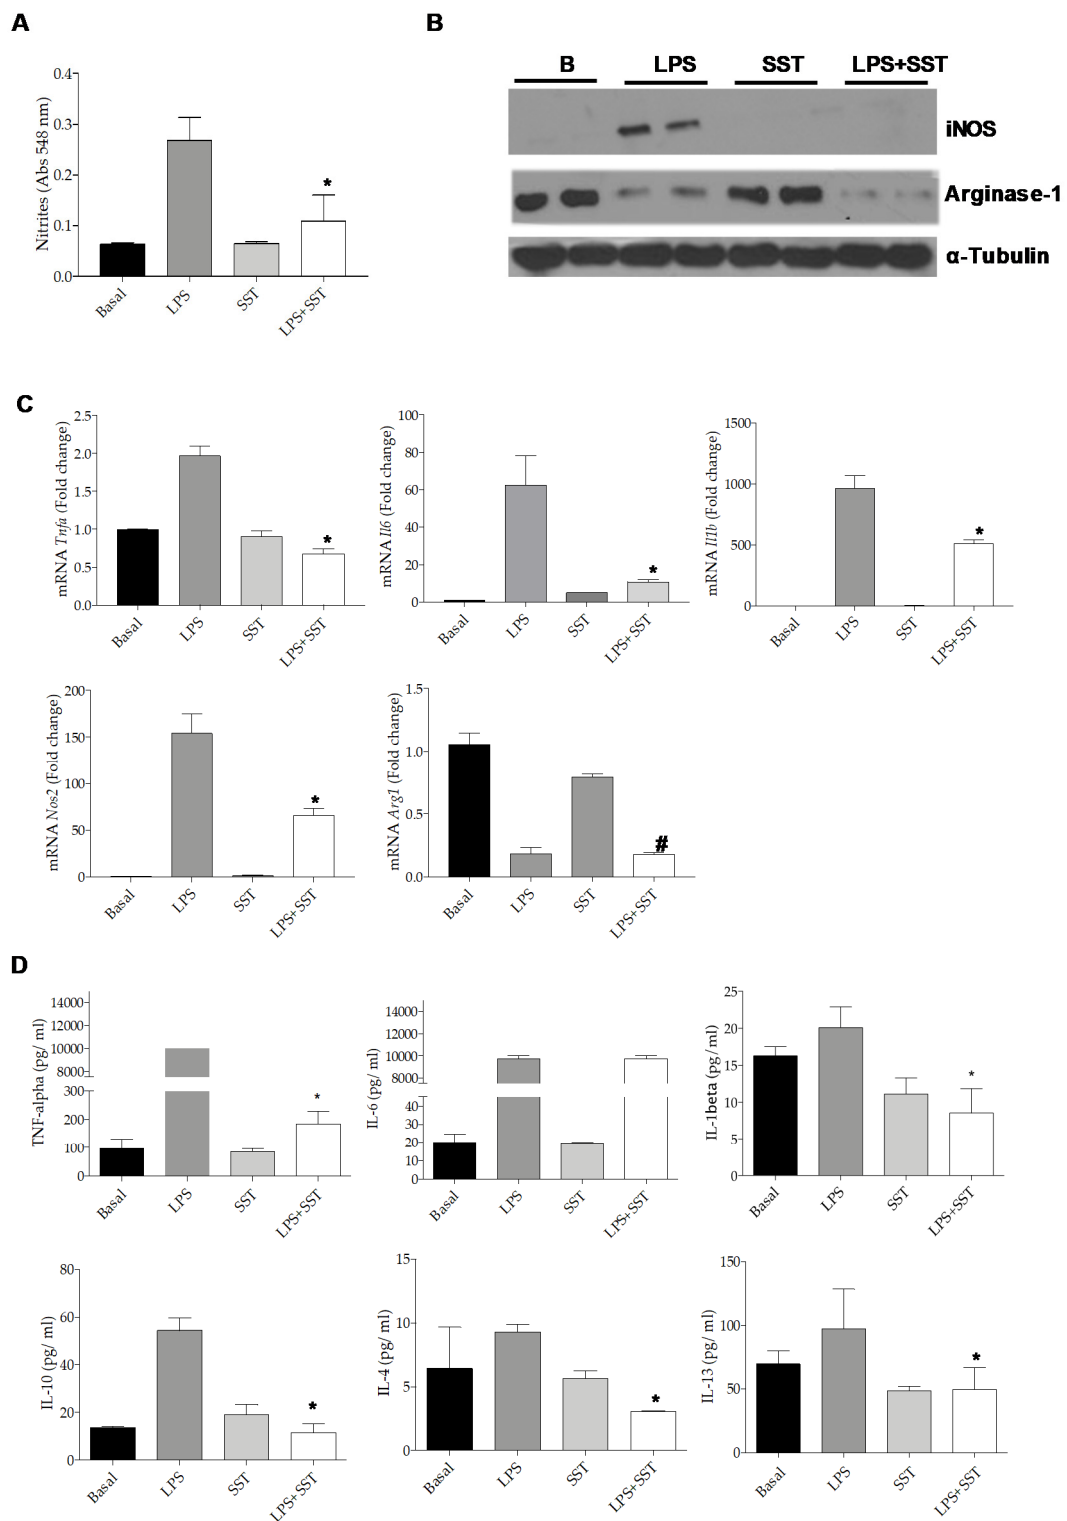 A
Nitrites (Abs 548 nm)
0.4
0.3
0.2
0.1
0.0
*
Basal
LPS
SST
LPS+SST
B
B LPS SST LPS+SST
iNOS
Arginase-1
α-Tubulin
C
mRNA Tnfa (Fold change)
2.5
2.0
1.5
1.0
0.5
0.0
*
Basal
LPS
SST
LPS+SST
mRNA Il6 (Fold change)
100
80
60
40
20
0
*
Basal
LPS
SST
LPS+SST
mRNA Il1b (Fold change)
1500
1000
500
0
*
Basal
LPS
SST
LPS+SST
mRNA Nos2 (Fold change)
200
150
100
50
0
*
Basal
LPS
SST
LPS+SST
mRNA Arg1 (Fold change)
1.5
1.0
0.5
0.0
#
Basal
LPS
SST
LPS+SST
D
TNF-alpha (pg/ ml)
14000
12000
10000
8000
300
200
100
0
*
Basal
LPS
SST
LPS+SST
IL-6 (pg/ ml)
14000
12000
10000
8000
40
30
20
10
0
Basal
LPS
SST
LPS+SST
IL-1beta (pg/ml)
25
20
15
10
5
0
*
Basal
LPS
SST
LPS+SST
IL-10 (pg/ ml)
80
60
40
20
0
*
Basal
LPS
SST
LPS+SST
IL-4 (pg/ ml)
15
10
5
0
*
Basal
LPS
SST
LPS+SST
IL-13 (pg/ ml)
150
100
50
0
*
Basal
LPS
SST
LPS+SST